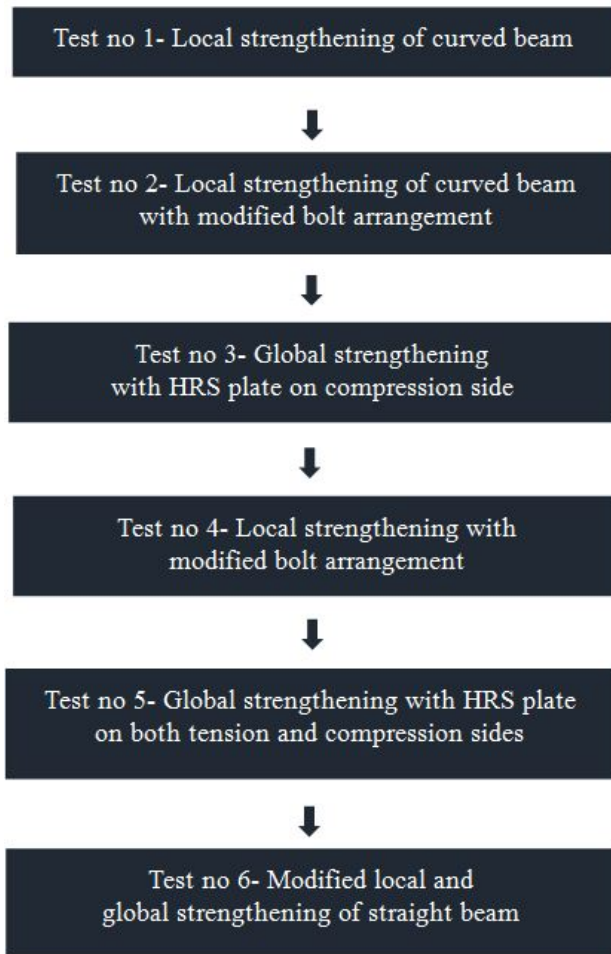 Test no 1- Local strengthening of curved beam
Test no 2- Local strengthening of curved beam
with modified bolt arrangement
Test no 3- Global strengthening
with HRS plate on compression side
Test no 4- Local strengthening with
modified bolt arrangement
Test no 5- Global strengthening with HRS plate
on both tension and compression sides
Test no 6- Modified local and
global strengthening of straight beam